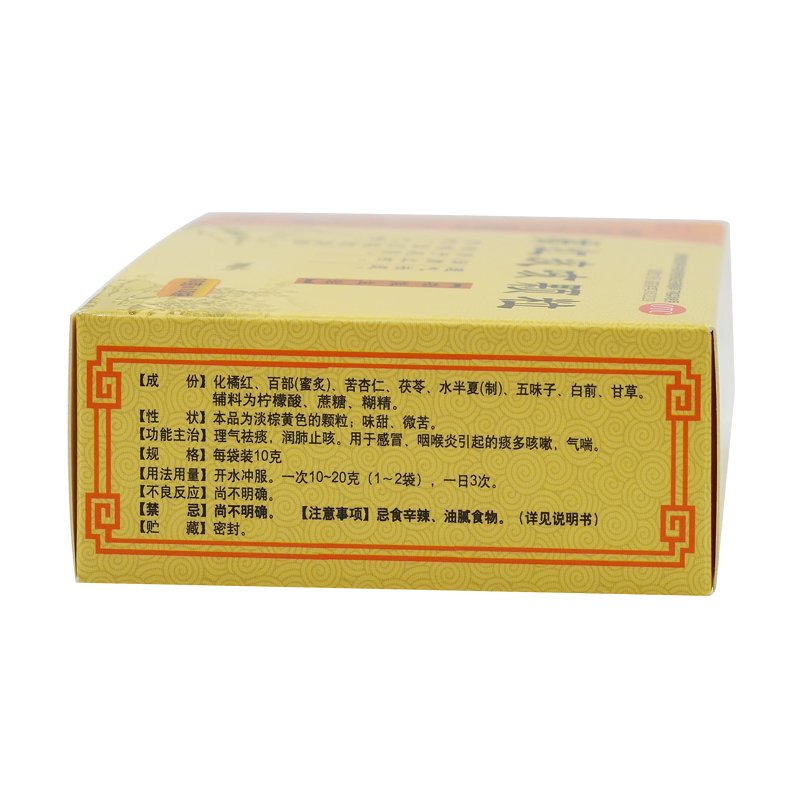 橘红颗粒
OTC
【成 份】化橘红、百部(蜜炙)、苦杏仁、茯苓、水半夏(制)、五味子、白前、甘草。
辅料为柠檬酸、蔗糖、糊精。
【性 状】本品为淡棕黄色的颗粒；味甜、微苦。
【功能主治】理气祛痰，润肺止咳。用于感冒、咽喉炎引起的痰多咳嗽，气喘。
【规 格】每袋装10克
【用法用量】开水冲服。一次10~20克（1~2袋），一日3次。
【不良反应】尚不明确。
【禁 忌】尚不明确。 【注意事项】忌食辛辣、油腻食物。（详见说明书）
【贮 藏】密封。